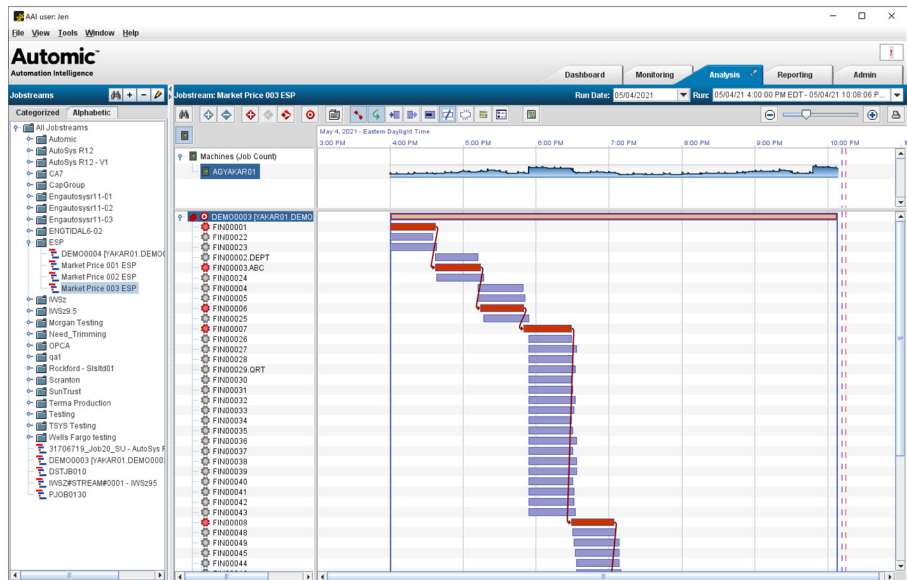 AAI user: Jen
File View Tools Window Help
Automic
Automation Intelligence
Dashboard Monitoring Analysis Reporting Admin
Jobstreams
Jobstream: Market Price 003 ESP
Run Date: 05/04/2021 Run: 05/04/21 4:00:00 PM EDT - 05/04/21 10:08:06 P...
Categorized Alphabetic
All Jobstreams
Automic
AutoSys R12
AutoSys R12 - V1
CA7
CapGroup
Engautosysr11-01
Engautosysr11-02
Engautosysr11-03
ENGTIDAL6-02
ESP
DEMO0004 [YAKAR01.DEMO
Market Price 001 ESP
Market Price 002 ESP
Market Price 003 ESP
IWSz
IWSz9.5
Morgan Testing
Need_Trimming
OPCA
qa1
Rockford - Slsltd01
Scranton
SunTrust
Terma Production
Testing
TSYS Testing
Wells Fargo testing
31706719_Job20_SU - AutoSys
DEMO0003 [YAKAR01.DEMO000
DSTJB010
IWSZ#STREAM#0001 - IWSz95
PJOB0130
May 4, 2021 - Eastern Daylight Time
3:00 PM 4:00 PM 5:00 PM 6:00 PM 7:00 PM 8:00 PM 9:00 PM 10:00 PM
Machines (Job Count)
AGYAKAR01
DEMO0003 [YAKAR01.DEMO
FIN00001
FIN00022
FIN00023
FIN00002.DEPT
FIN00003.ABC
FIN00024
FIN00004
FIN00005
FIN00006
FIN00025
FIN00007
FIN00026
FIN00027
FIN00028
FIN00029.QRT
FIN00030
FIN00031
FIN00032
FIN00033
FIN00034
FIN00035
FIN00036
FIN00037
FIN00038
FIN00039
FIN00040
FIN00041
FIN00042
FIN00043
FIN00008
FIN00048
FIN00049
FIN00045
FIN00044